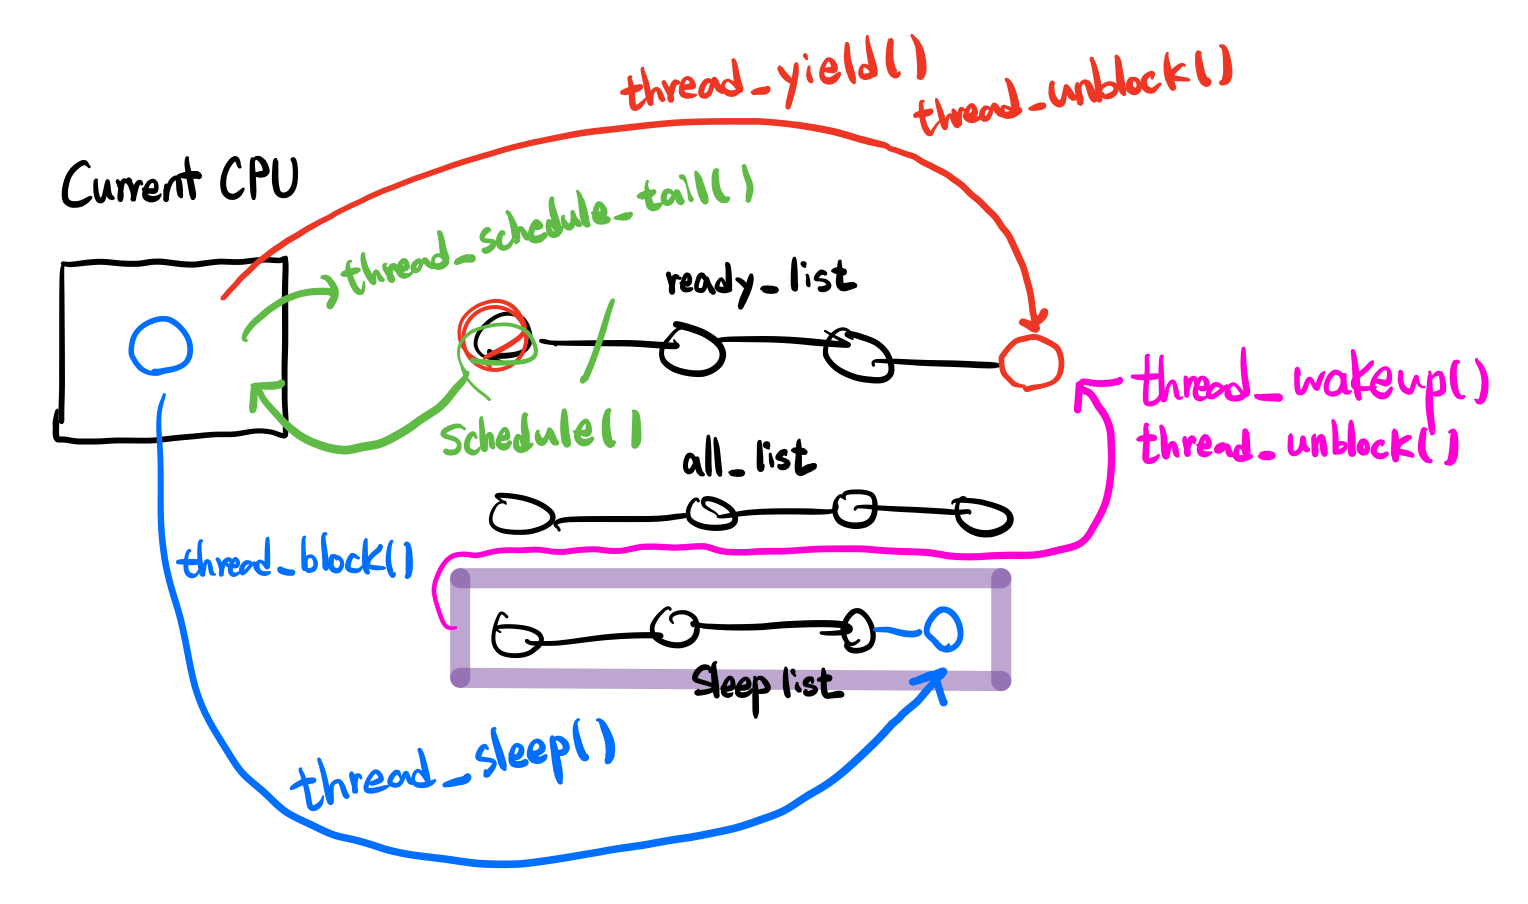 thread_yield()
thread_unblock()
Current CPU
thread_schedule_tail()
ready_list
schedule()
thread_wakeup()
thread_unblock()
all_list
thread_block()
Sleep list
thread_sleep()